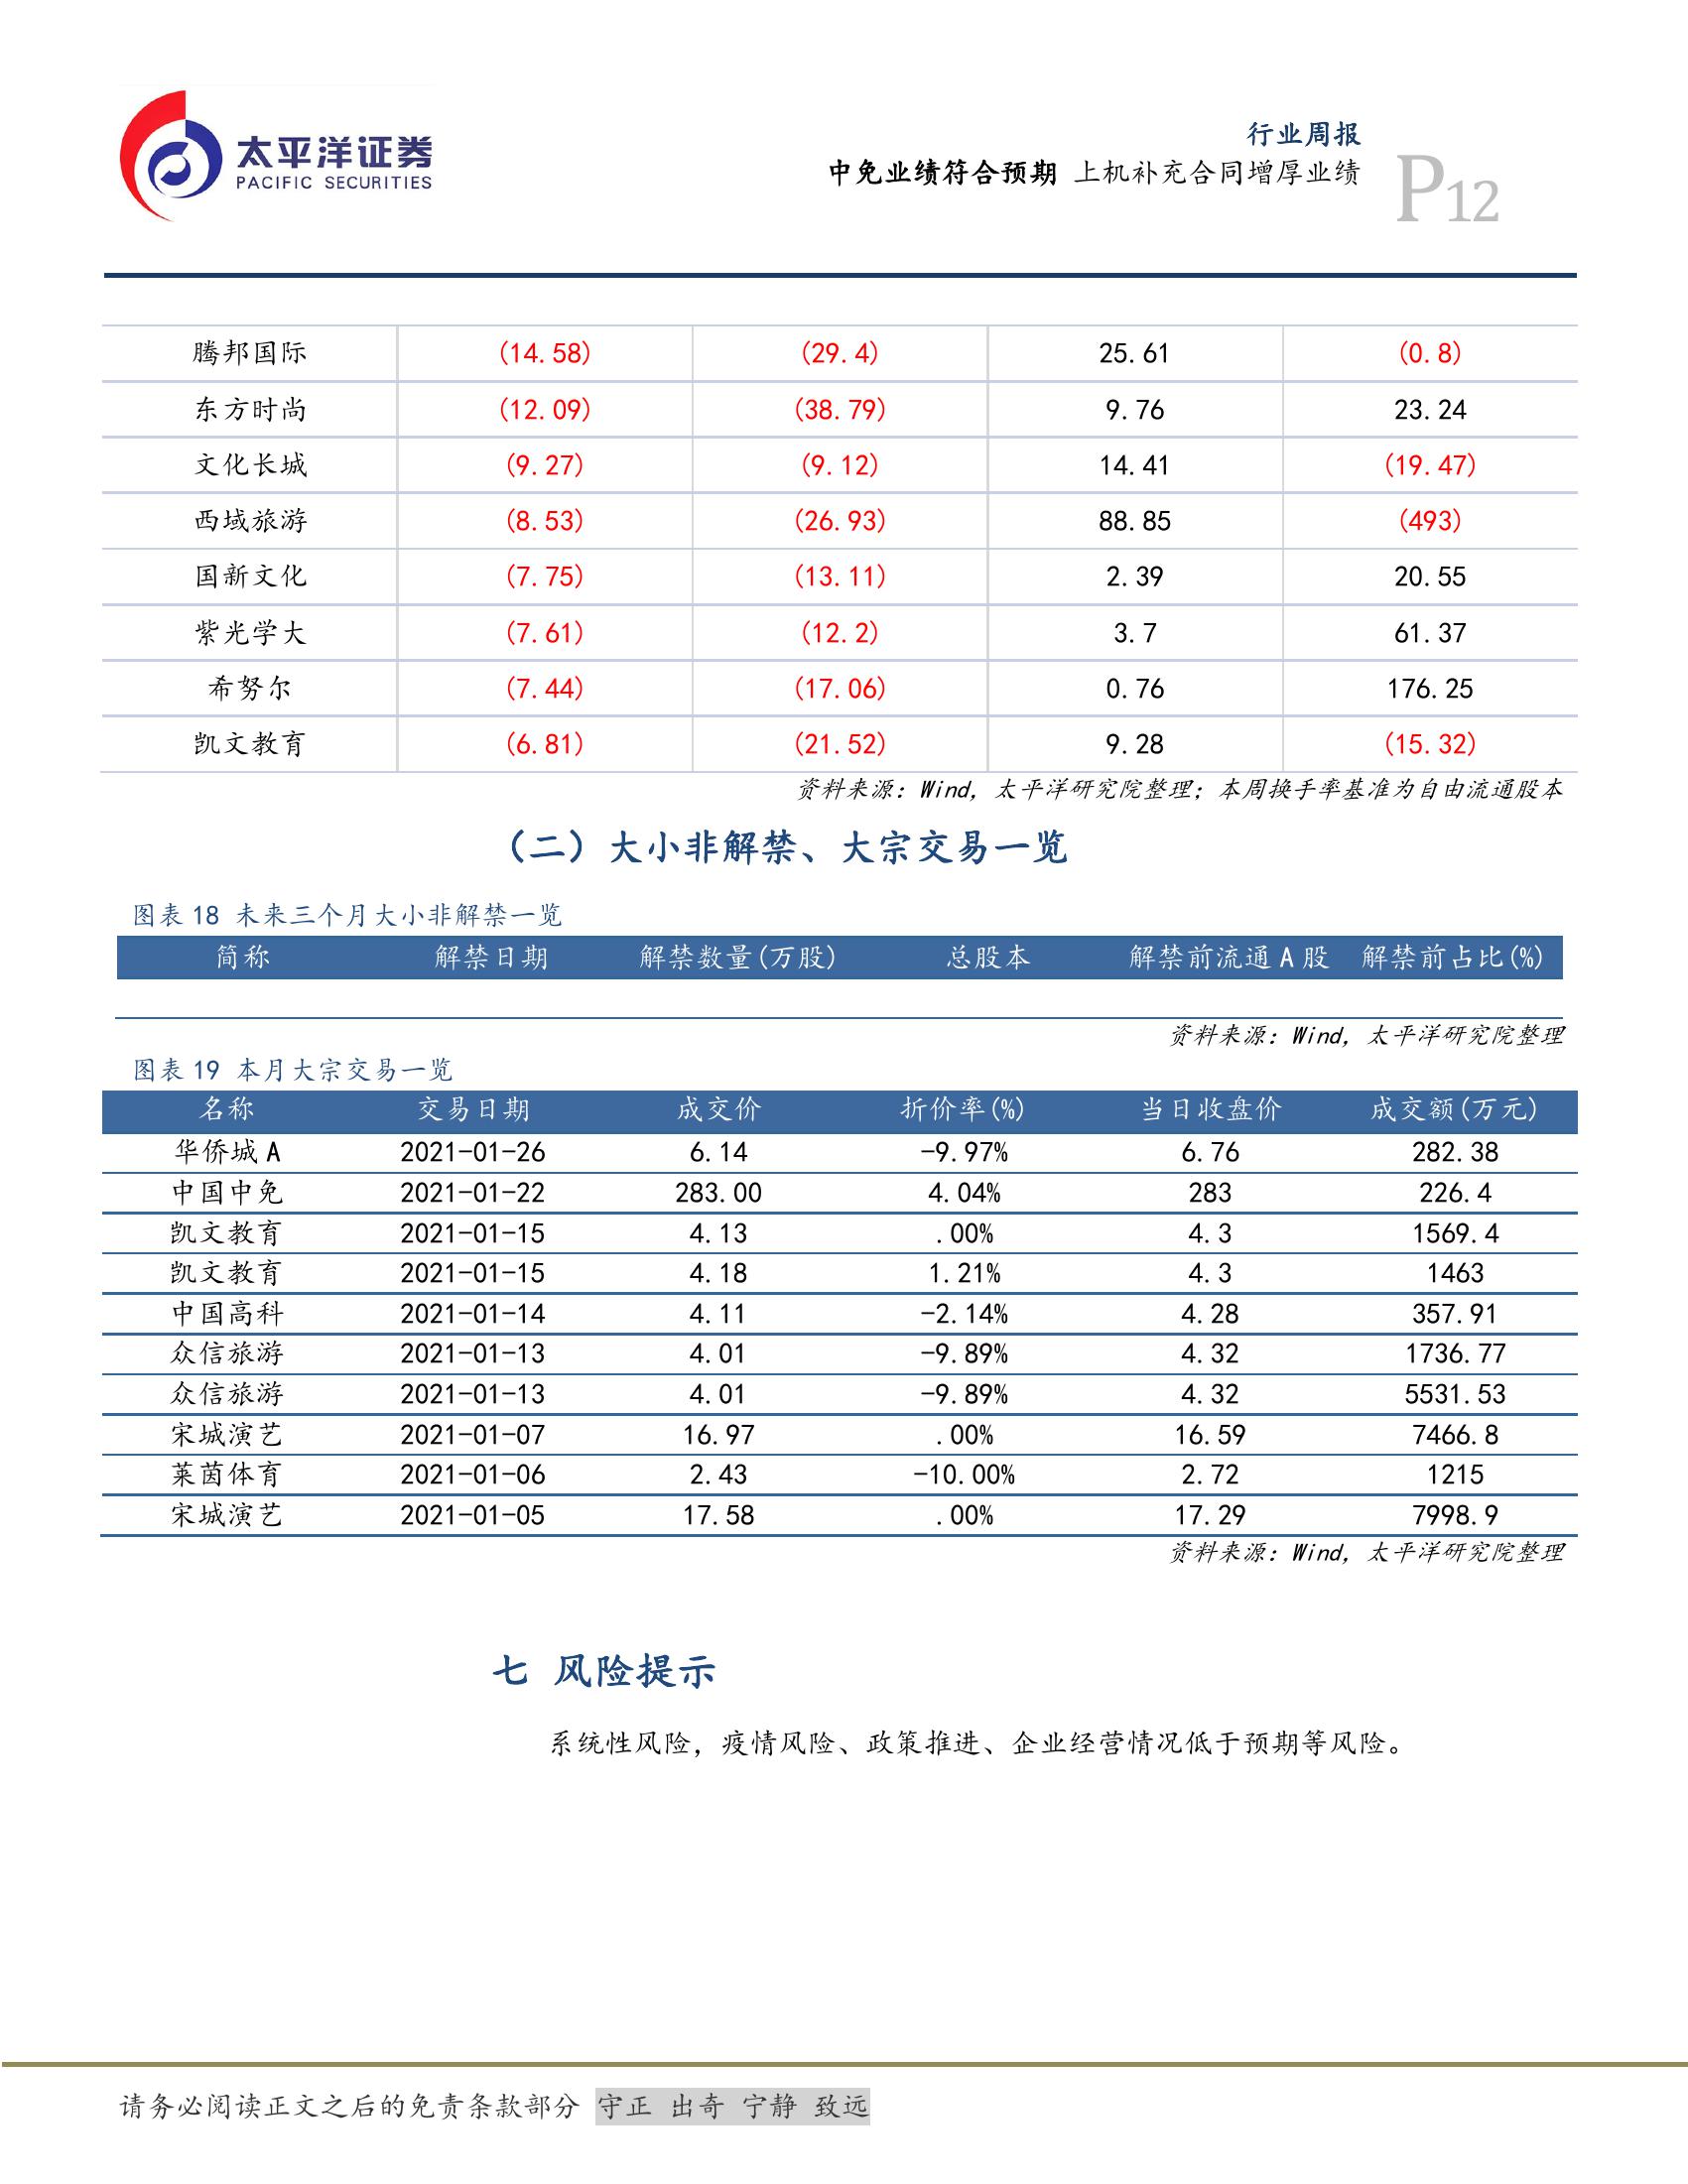 太平洋证券
PACIFIC SECURITIES
行业周报
中免业绩符合预期 上机补充合同增厚业绩
P12
腾邦国际 (14.58) (29.4) 25.61 (0.8)
东方时尚 (12.09) (38.79) 9.76 23.24
文化长城 (9.27) (9.12) 14.41 (19.47)
西域旅游 (8.53) (26.93) 88.85 (493)
国新文化 (7.75) (13.11) 2.39 20.55
紫光学大 (7.61) (12.2) 3.7 61.37
希努尔 (7.44) (17.06) 0.76 176.25
凯文教育 (6.81) (21.52) 9.28 (15.32)
资料来源：Wind，太平洋研究院整理；本周换手率基准为自由流通股本
（二）大小非解禁、大宗交易一览
图表 18 未来三个月大小非解禁一览
简称 解禁日期 解禁数量(万股) 总股本 解禁前流通 A 股 解禁前占比(%)
资料来源：Wind，太平洋研究院整理
图表 19 本月大宗交易一览
名称 交易日期 成交价 折价率(%) 当日收盘价 成交额(万元)
华侨城 A 2021-01-26 6.14 -9.97% 6.76 282.38
中国中免 2021-01-22 283.00 4.04% 283 226.4
凯文教育 2021-01-15 4.13 .00% 4.3 1569.4
凯文教育 2021-01-15 4.18 1.21% 4.3 1463
中国高科 2021-01-14 4.11 -2.14% 4.28 357.91
众信旅游 2021-01-13 4.01 -9.89% 4.32 1736.77
众信旅游 2021-01-13 4.01 -9.89% 4.32 5531.53
宋城演艺 2021-01-07 16.97 .00% 16.59 7466.8
莱茵体育 2021-01-06 2.43 -10.00% 2.72 1215
宋城演艺 2021-01-05 17.58 .00% 17.29 7998.9
资料来源：Wind，太平洋研究院整理
七 风险提示
系统性风险，疫情风险、政策推进、企业经营情况低于预期等风险。
请务必阅读正文之后的免责条款部分 守正 出奇 宁静 致远